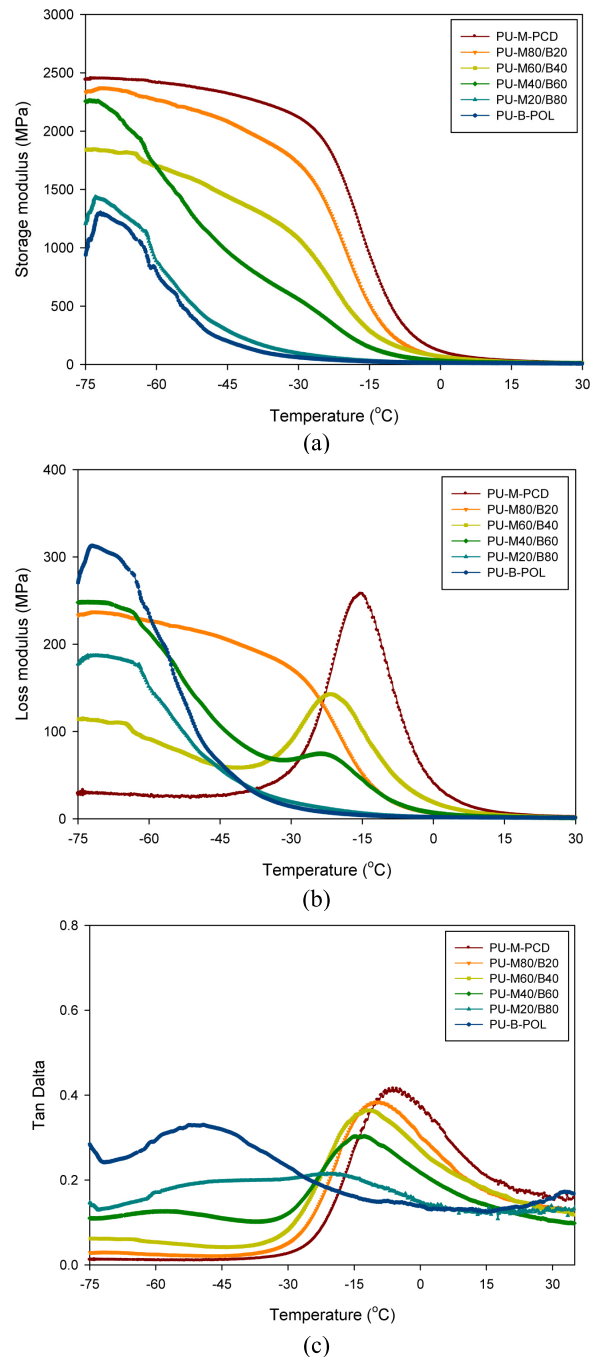 3000
2500
2000
1500
1000
500
0
Storage modulus (MPa)
PU-M-PCD
PU-M80/B20
PU-M60/B40
PU-M40/B60
PU-M20/B80
PU-B-POL
-75 -60 -45 -30 -15 0 15 30
Temperature (°C)
(a)
400
300
200
100
0
Loss modulus (MPa)
PU-M-PCD
PU-M80/B20
PU-M60/B40
PU-M40/B60
PU-M20/B80
PU-B-POL
-75 -60 -45 -30 -15 0 15 30
Temperature (°C)
(b)
0.8
0.6
0.4
0.2
0.0
Tan Dalta
PU-M-PCD
PU-M80/B20
PU-M60/B40
PU-M40/B60
PU-M20/B80
PU-B-POL
-75 -60 -45 -30 -15 0 15 30
Temperature (°C)
(c)